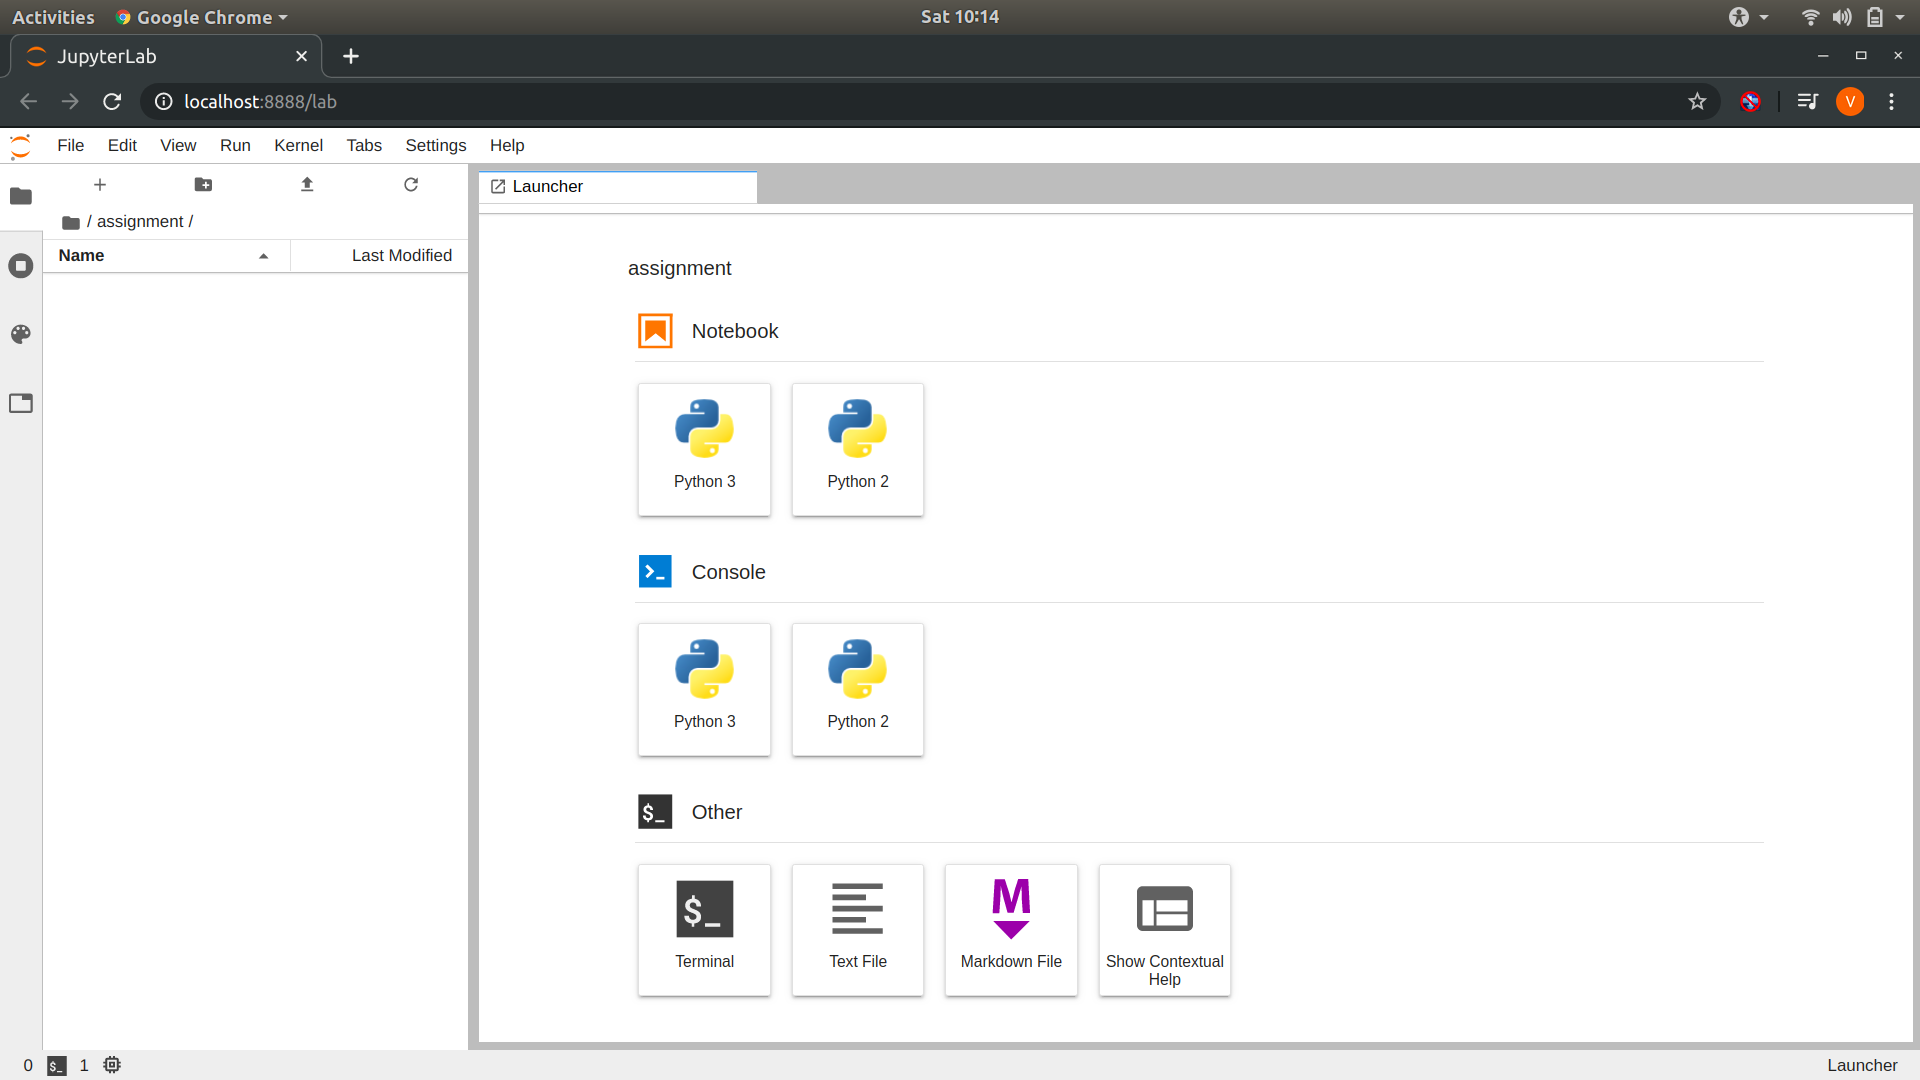 Activities Google Chrome Sat 10:14
JupyterLab
localhost:8888/lab V
File Edit View Run Kernel Tabs Settings Help
Launcher
/ assignment /
Name Last Modified
assignment
Notebook
Python 3 Python 2
Console
>_
Python 3 Python 2
$_ Other
$_ M
Terminal Text File Markdown File Show Contextual
Help
0 $_ 1 Launcher